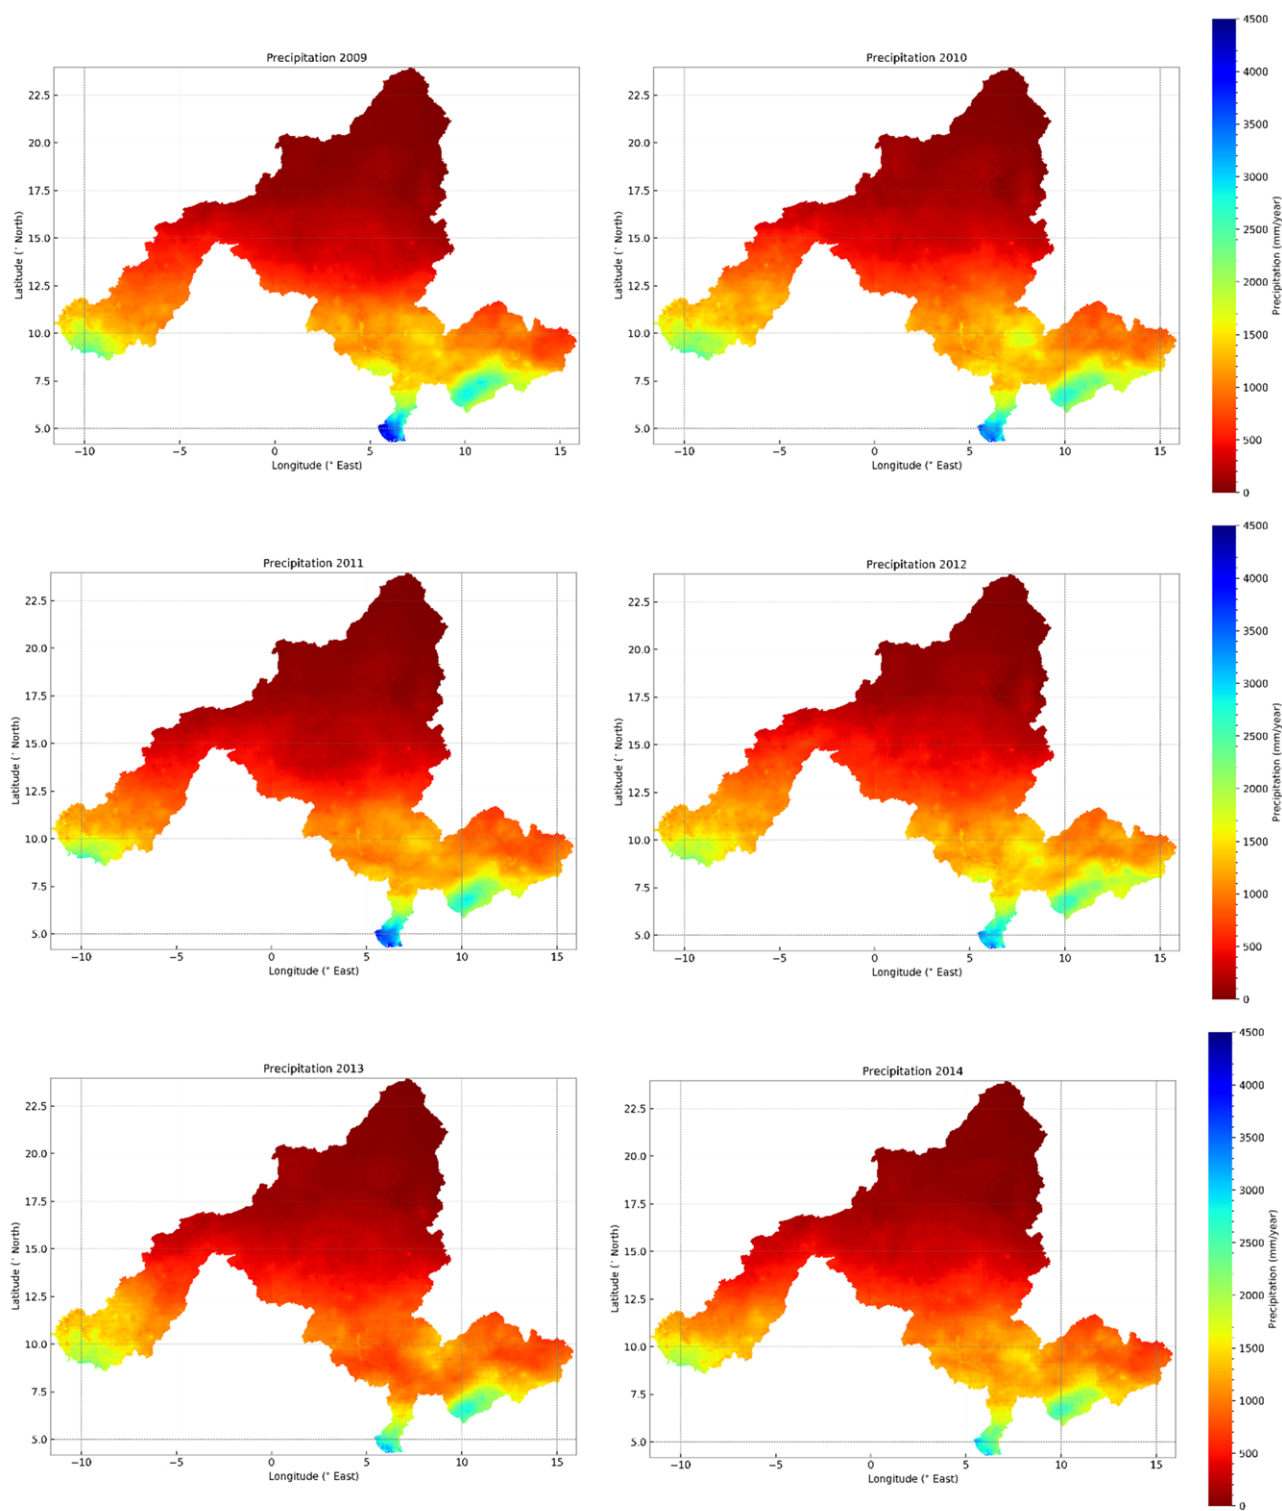 Precipitation 2009
22.5
20.0
17.5
15.0
12.5
10.0
7.5
5.0
Latitude (° North)
−10 −5 0 5 10 15
Longitude (° East)
Precipitation 2010
22.5
20.0
17.5
15.0
12.5
10.0
7.5
5.0
Latitude (° North)
−10 −5 0 5 10 15
Longitude (° East)
4500
4000
3500
3000
2500
2000
1500
1000
500
0
Precipitation (mm/year)
Precipitation 2011
22.5
20.0
17.5
15.0
12.5
10.0
7.5
5.0
Latitude (° North)
−10 −5 0 5 10 15
Longitude (° East)
Precipitation 2012
22.5
20.0
17.5
15.0
12.5
10.0
7.5
5.0
Latitude (° North)
−10 −5 0 5 10 15
Longitude (° East)
4500
4000
3500
3000
2500
2000
1500
1000
500
0
Precipitation (mm/year)
Precipitation 2013
22.5
20.0
17.5
15.0
12.5
10.0
7.5
5.0
Latitude (° North)
−10 −5 0 5 10 15
Longitude (° East)
Precipitation 2014
22.5
20.0
17.5
15.0
12.5
10.0
7.5
5.0
Latitude (° North)
−10 −5 0 5 10 15
Longitude (° East)
4500
4000
3500
3000
2500
2000
1500
1000
500
0
Precipitation (mm/year)